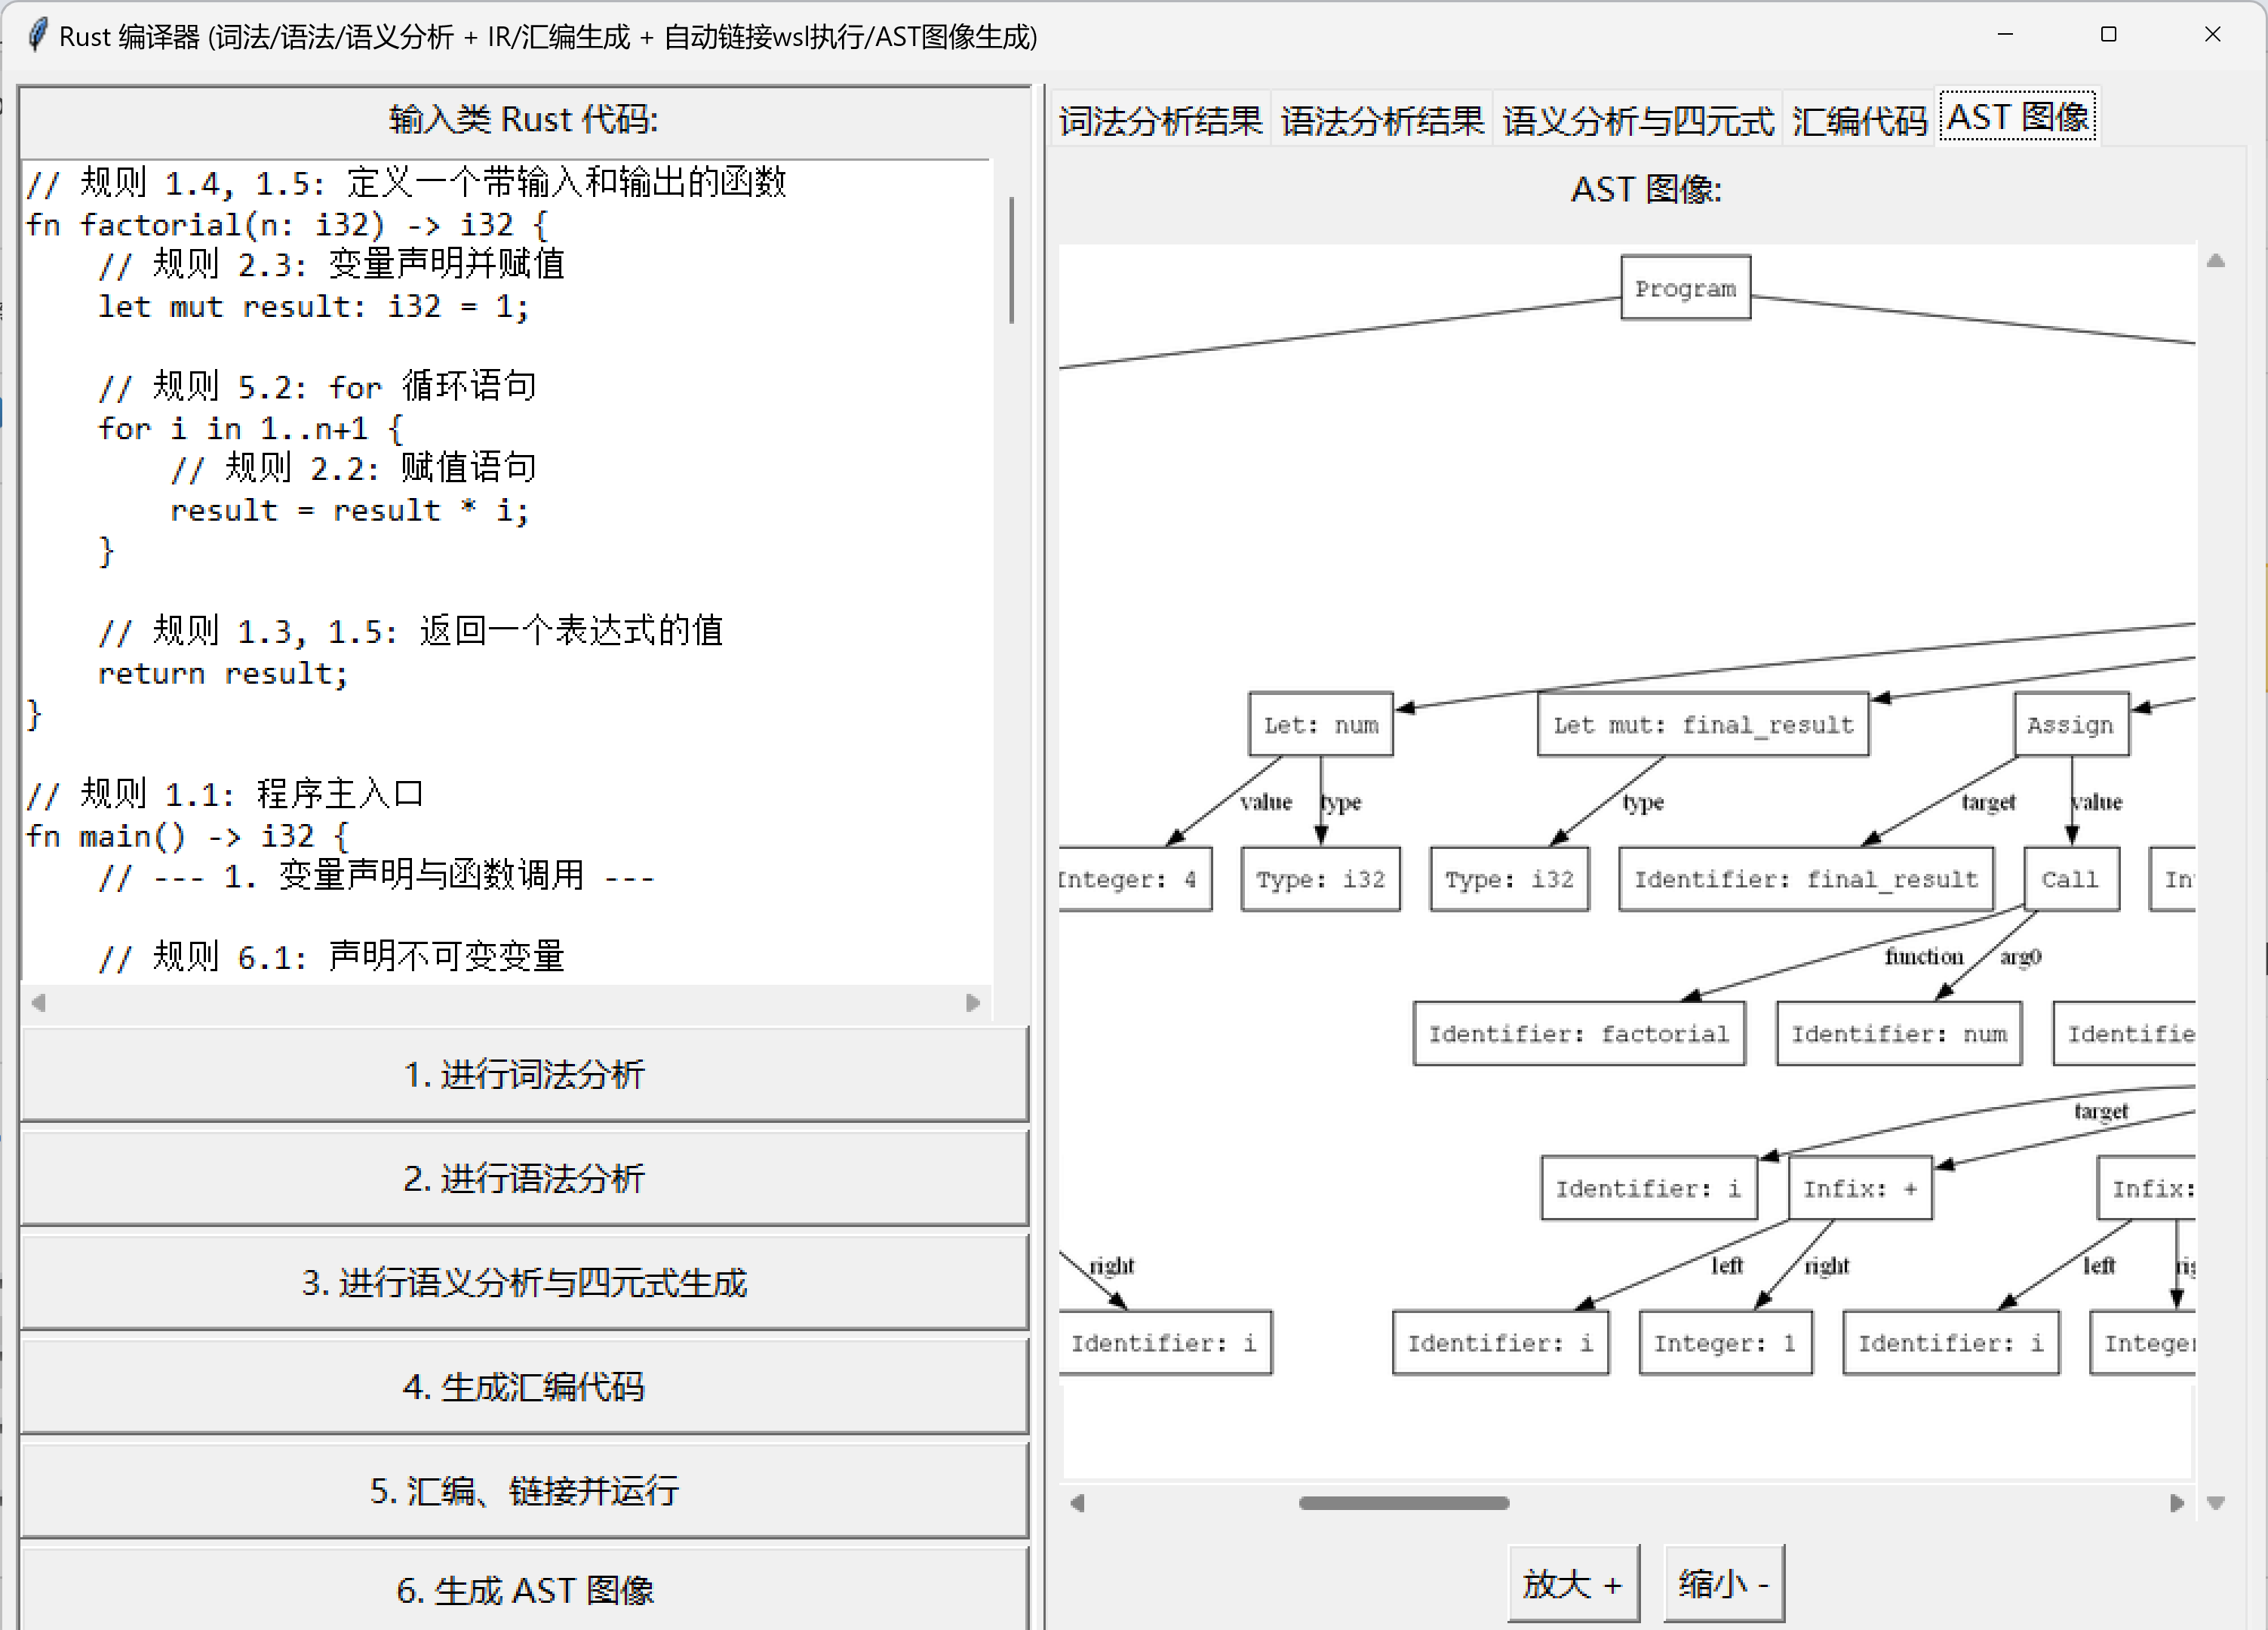 Rust 编译器 (词法/语法/语义分析 + IR/汇编生成 + 自动链接wsl执行/AST图像生成)
输入类 Rust 代码:
// 规则 1.4, 1.5: 定义一个带输入和输出的函数
fn factorial(n: i32) -> i32 {
    // 规则 2.3: 变量声明并赋值
    let mut result: i32 = 1;
    // 规则 5.2: for 循环语句
    for i in 1..n+1 {
        // 规则 2.2: 赋值语句
        result = result * i;
    }
    // 规则 1.3, 1.5: 返回一个表达式的值
    return result;
}
// 规则 1.1: 程序主入口
fn main() -> i32 {
    // --- 1. 变量声明与函数调用 ---
    // 规则 6.1: 声明不可变变量
1. 进行词法分析
2. 进行语法分析
3. 进行语义分析与四元式生成
4. 生成汇编代码
5. 汇编、链接并运行
6. 生成 AST 图像
词法分析结果 语法分析结果 语义分析与四元式 汇编代码 AST 图像
AST 图像:
Program
Let: num Let mut: final_result Assign
value type type target value
Integer: 4 Type: i32 Type: i32 Identifier: final_result Call
function arg0
Identifier: factorial Identifier: num
target
Identifier: i Infix: + Infix:
right left right left
Identifier: i Identifier: i Integer: 1 Identifier: i Integer
放大 + 缩小 -